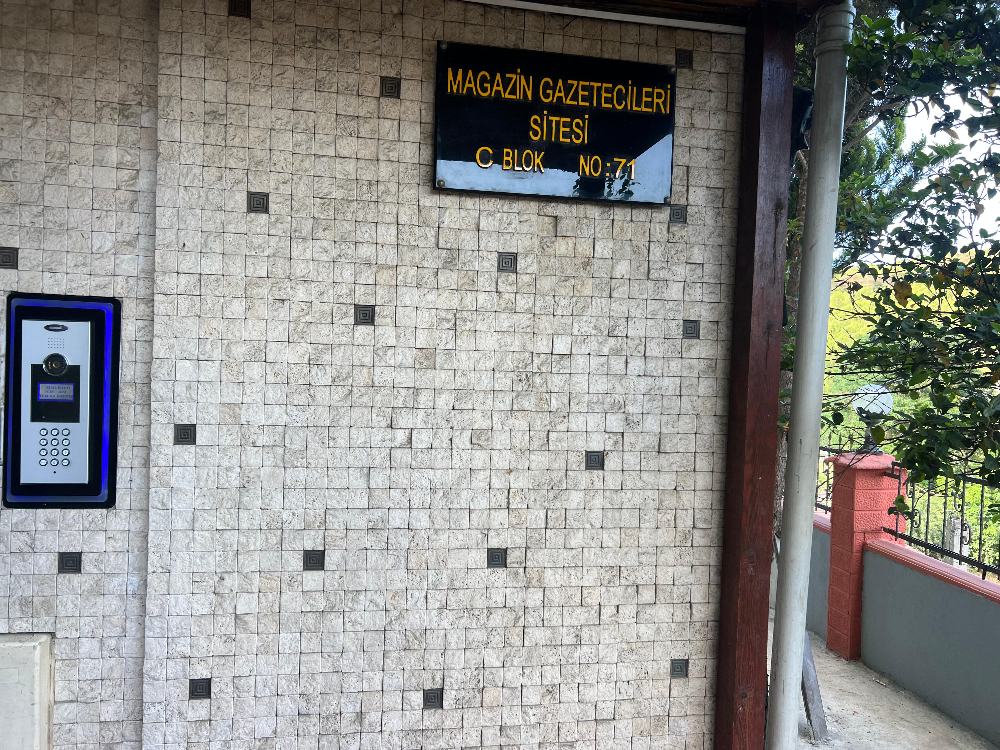 MAGAZİN GAZETECİLERİ
SİTESİ
C BLOK NO:71